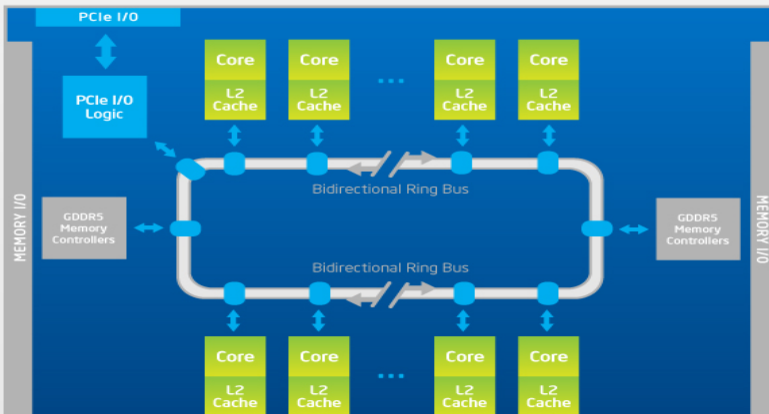 PCIe I/O
PCIe I/O
Logic
Core
L2
Cache
Core
L2
Cache
...
Core
L2
Cache
Core
L2
Cache
Bidirectional Ring Bus
MEMORY I/O
GDDR5
Memory
Controllers
GDDR5
Memory
Controllers
MEMORY I/O
Bidirectional Ring Bus
Core
L2
Cache
Core
L2
Cache
...
Core
L2
Cache
Core
L2
Cache